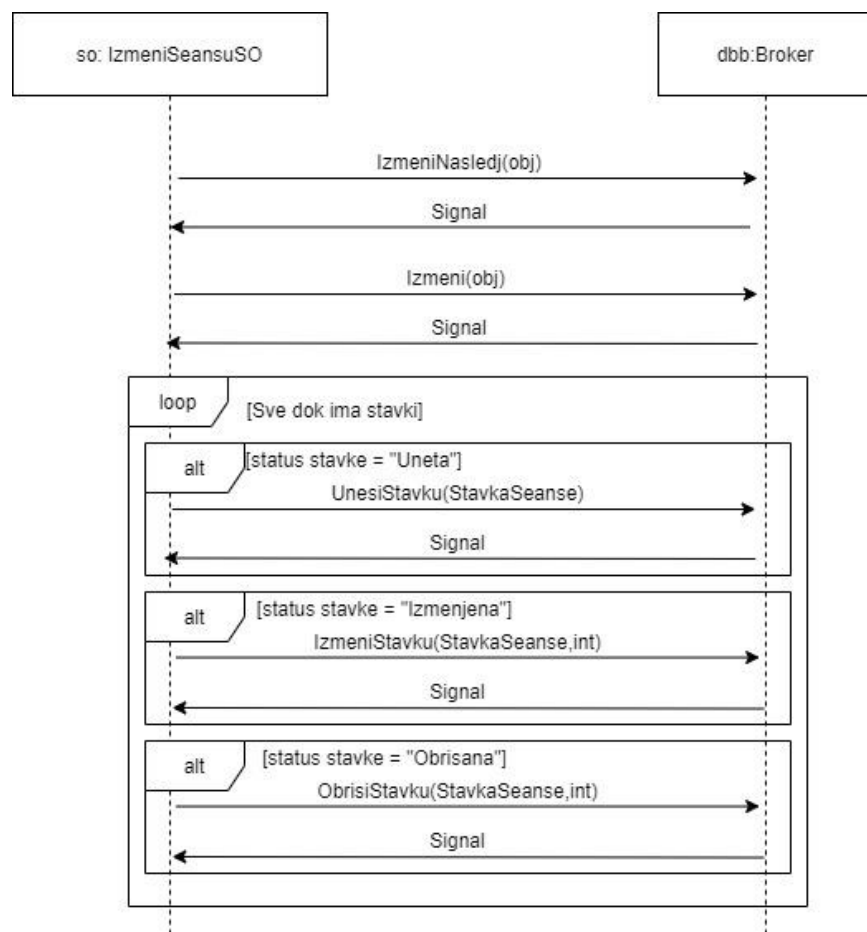 so: IzmeniSeansuSO
dbb:Broker
IzmeniNasledj(obj)
Signal
Izmeni(obj)
Signal
loop
[Sve dok ima stavki]
alt
[status stavke = "Uneta"]
UnesiStavku(StavkaSeanse)
Signal
alt
[status stavke = "Izmenjena"]
IzmeniStavku(StavkaSeanse,int)
Signal
alt
[status stavke = "Obrisana"]
ObrisiStavku(StavkaSeanse,int)
Signal